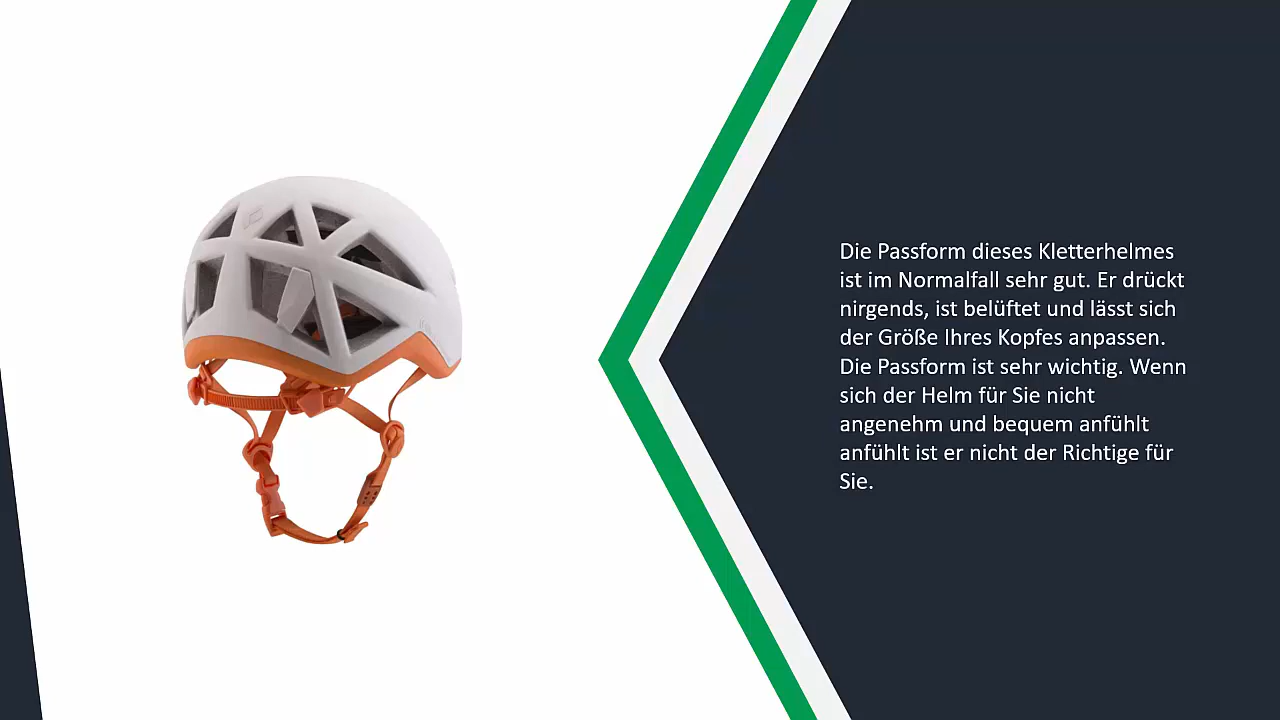 Die Passform dieses Kletterhelmes
ist im Normalfall sehr gut. Er drückt
nirgends, ist belüftet und lässt sich
der Größe Ihres Kopfes anpassen.
Die Passform ist sehr wichtig. Wenn
sich der Helm für Sie nicht
angenehm und bequem anfühlt
anfühlt ist er nicht der Richtige für
Sie.